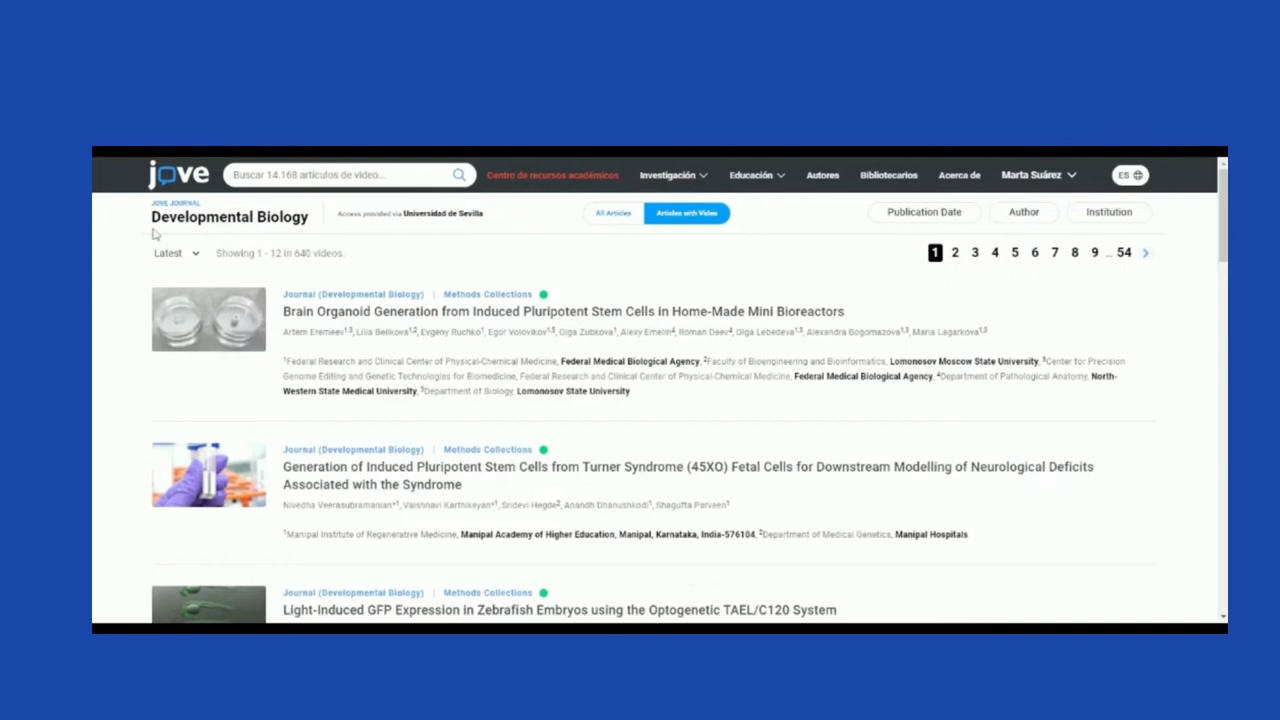 jove
Buscar 14.168 artículos de video...
Centro de recursos académicos
Investigación
Educación
Autores
Bibliotecarios
Acerca de
Marta Suárez
ES
JOVE JOURNAL
Developmental Biology
Access provided via Universidad de Sevilla
All Articles
Articles with Video
Publication Date
Author
Institution
Latest
Showing 1 - 12 in 640 videos.
1 2 3 4 5 6 7 8 9 ... 54
Journal (Developmental Biology) | Methods Collections
Brain Organoid Generation from Induced Pluripotent Stem Cells in Home-Made Mini Bioreactors
Artem Eremeev1,3, Lilia Belikova1,2, Evgeny Ruchko1, Egor Volovikov1,5, Olga Zubkova1, Alexy Emelin4, Roman Deev4, Olga Lebedeva1,3, Alexandra Bogomazova1,3, Maria Lagarkova1,3
1Federal Research and Clinical Center of Physical-Chemical Medicine, Federal Medical Biological Agency, 2Faculty of Bioengineering and Bioinformatics, Lomonosov Moscow State University, 3Center for Precision
Genome Editing and Genetic Technologies for Biomedicine, Federal Research and Clinical Center of Physical-Chemical Medicine, Federal Medical Biological Agency, 4Department of Pathological Anatomy, North-
Western State Medical University, 5Department of Biology, Lomonosov State University
Journal (Developmental Biology) | Methods Collections
Generation of Induced Pluripotent Stem Cells from Turner Syndrome (45XO) Fetal Cells for Downstream Modelling of Neurological Deficits
Associated with the Syndrome
Nivedha Veerasubramanian*1, Vaishnavi Karthikeyan*1, Sridevi Hegde2, Anandh Dhanushkodi1, Shagufta Parveen1
1Manipal Institute of Regenerative Medicine, Manipal Academy of Higher Education, Manipal, Karnataka, India-576104, 2Department of Medical Genetics, Manipal Hospitals
Journal (Developmental Biology) | Methods Collections
Light-Induced GFP Expression in Zebrafish Embryos using the Optogenetic TAEL/C120 System